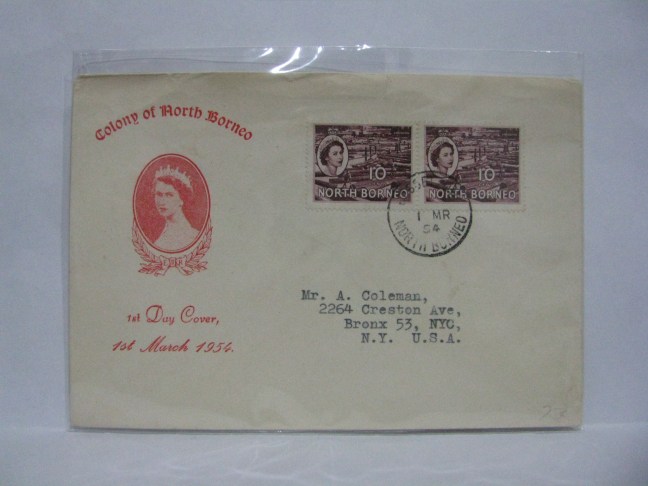 Colony of North Borneo
1st Day Cover,
1st March 1954.
10
NORTH BORNEO
10
NORTH BORNEO
1 MR
54
NORTH BORNEO
Mr. A. Coleman,
2264 Creston Ave,
Bronx 53, NYC,
N.Y. U.S.A.